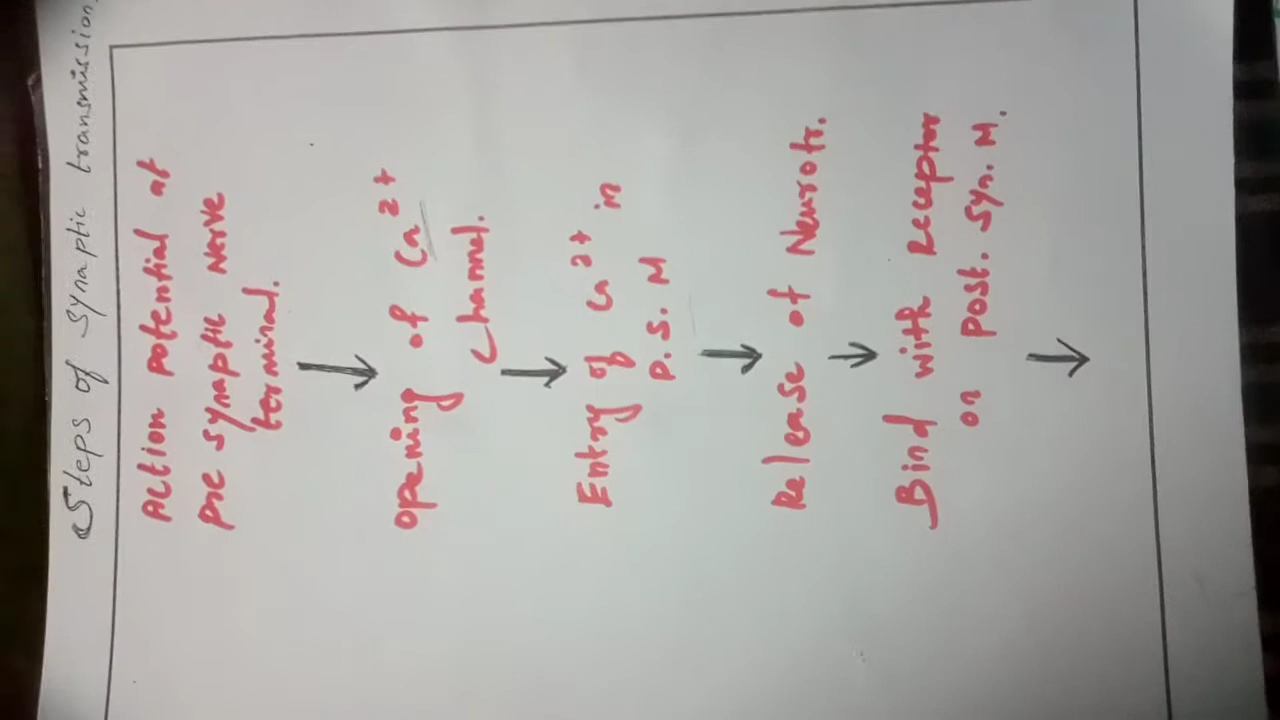 Steps of Synaptic transmission.
Action potential at
pre synaptic Nerve
terminal.
opening of Ca2+
channel.
Entry of Ca2+ in
P.S.M
Release of Neurotr.
Bind with Receptor
on Post. Syn. M.